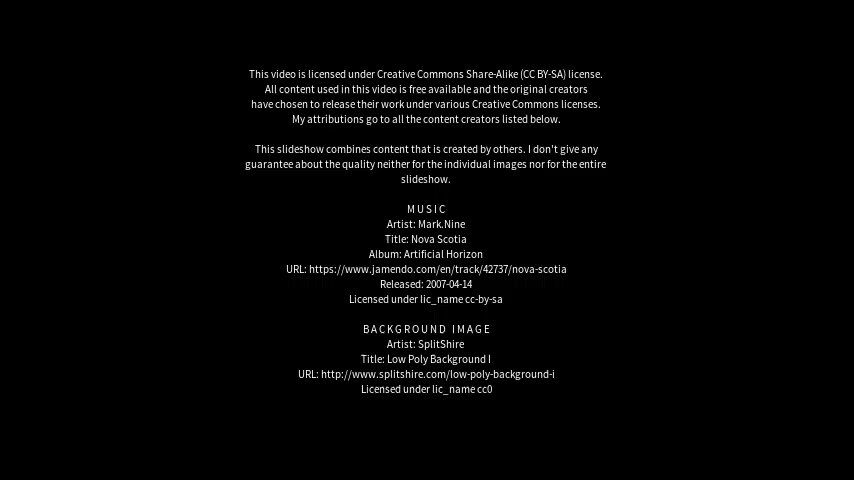 This video is licensed under Creative Commons Share-Alike (CC BY-SA) license.
All content used in this video is free available and the original creators
have chosen to release their work under various Creative Commons licenses.
My attributions go to all the content creators listed below.
This slideshow combines content that is created by others. I don't give any
guarantee about the quality neither for the individual images nor for the entire
slideshow.
MUSIC
Artist: Mark.Nine
Title: Nova Scotia
Album: Artificial Horizon
URL: https://www.jamendo.com/en/track/42737/nova-scotia
Released: 2007-04-14
Licensed under lic_name cc-by-sa
BACKGROUND IMAGE
Artist: SplitShire
Title: Low Poly Background I
URL: http://www.splitshire.com/low-poly-background-i
Licensed under lic_name cc0